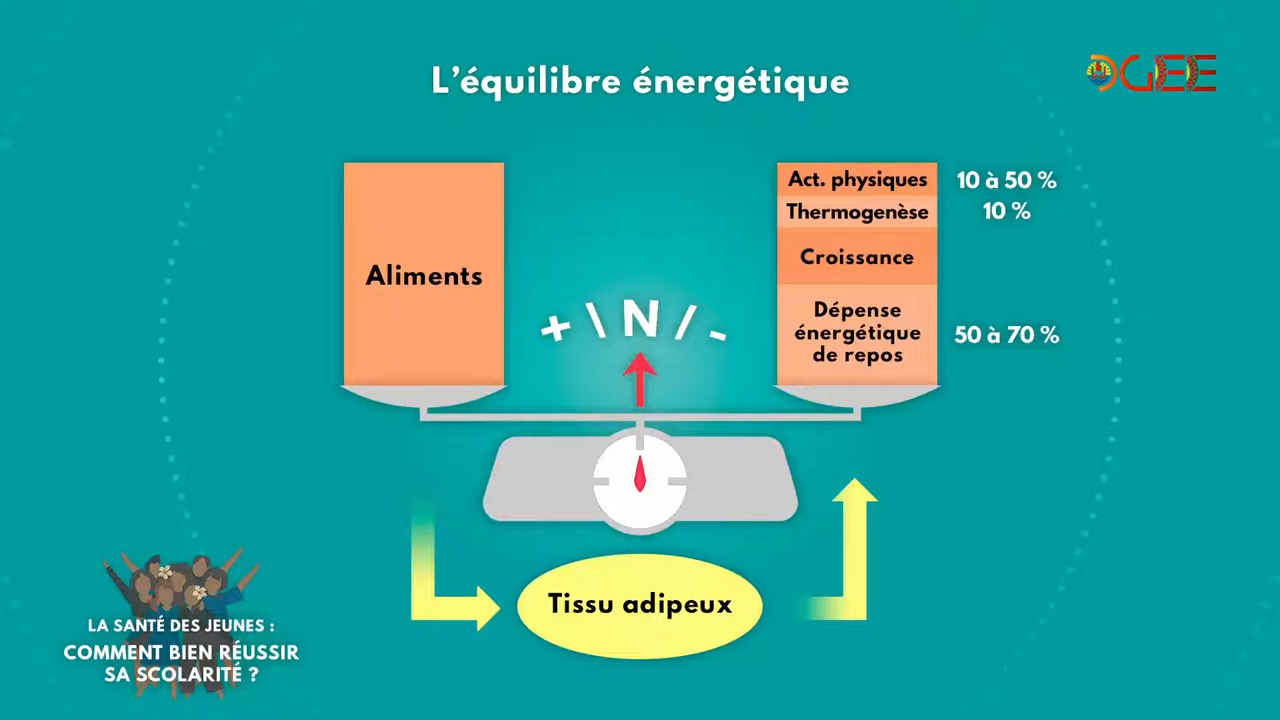 L'équilibre énergétique
DGEE
Aliments
+ \ N / -
Act. physiques 10 à 50 %
Thermogenèse 10 %
Croissance
Dépense
énergétique
de repos
50 à 70 %
Tissu adipeux
LA SANTÉ DES JEUNES :
COMMENT BIEN RÉUSSIR
SA SCOLARITÉ ?